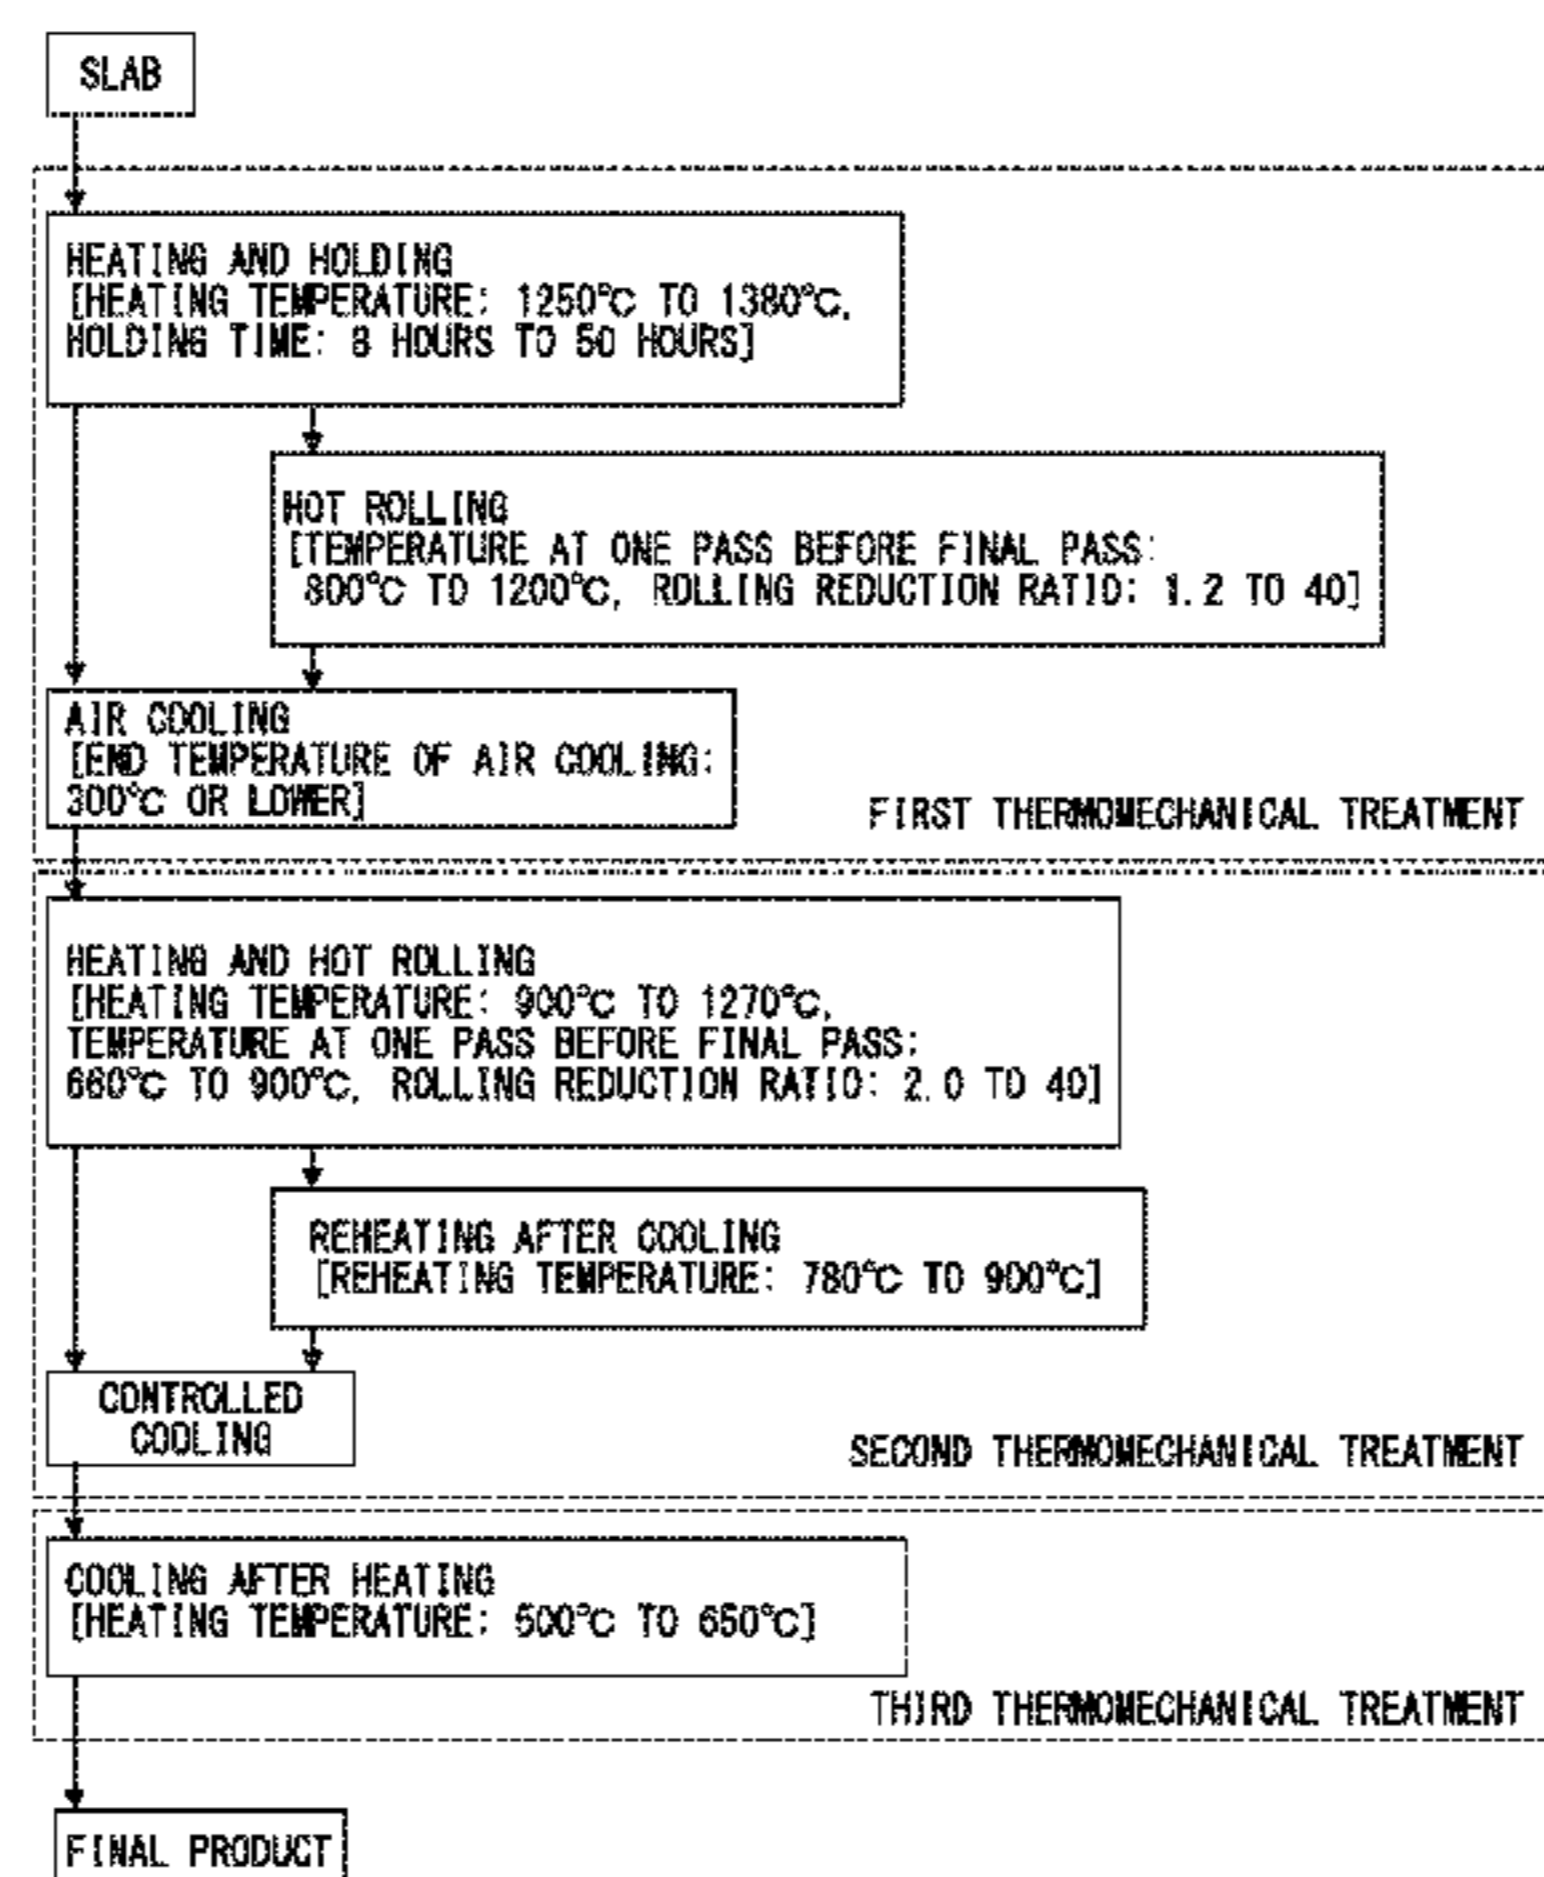 SLAB
HEATING AND HOLDING
[HEATING TEMPERATURE: 1250℃ TO 1380℃,
HOLDING TIME: 8 HOURS TO 50 HOURS]
HOT ROLLING
[TEMPERATURE AT ONE PASS BEFORE FINAL PASS:
800℃ TO 1200℃, ROLLING REDUCTION RATIO: 1.2 TO 40]
AIR COOLING
[END TEMPERATURE OF AIR COOLING:
300℃ OR LOWER]
FIRST THERMOMECHANICAL TREATMENT
HEATING AND HOT ROLLING
[HEATING TEMPERATURE: 900℃ TO 1270℃,
TEMPERATURE AT ONE PASS BEFORE FINAL PASS:
660℃ TO 900℃, ROLLING REDUCTION RATIO: 2.0 TO 40]
REHEATING AFTER COOLING
[REHEATING TEMPERATURE: 780℃ TO 900℃]
CONTROLLED
COOLING
SECOND THERMOMECHANICAL TREATMENT
COOLING AFTER HEATING
[HEATING TEMPERATURE: 500℃ TO 650℃]
THIRD THERMOMECHANICAL TREATMENT
FINAL PRODUCT